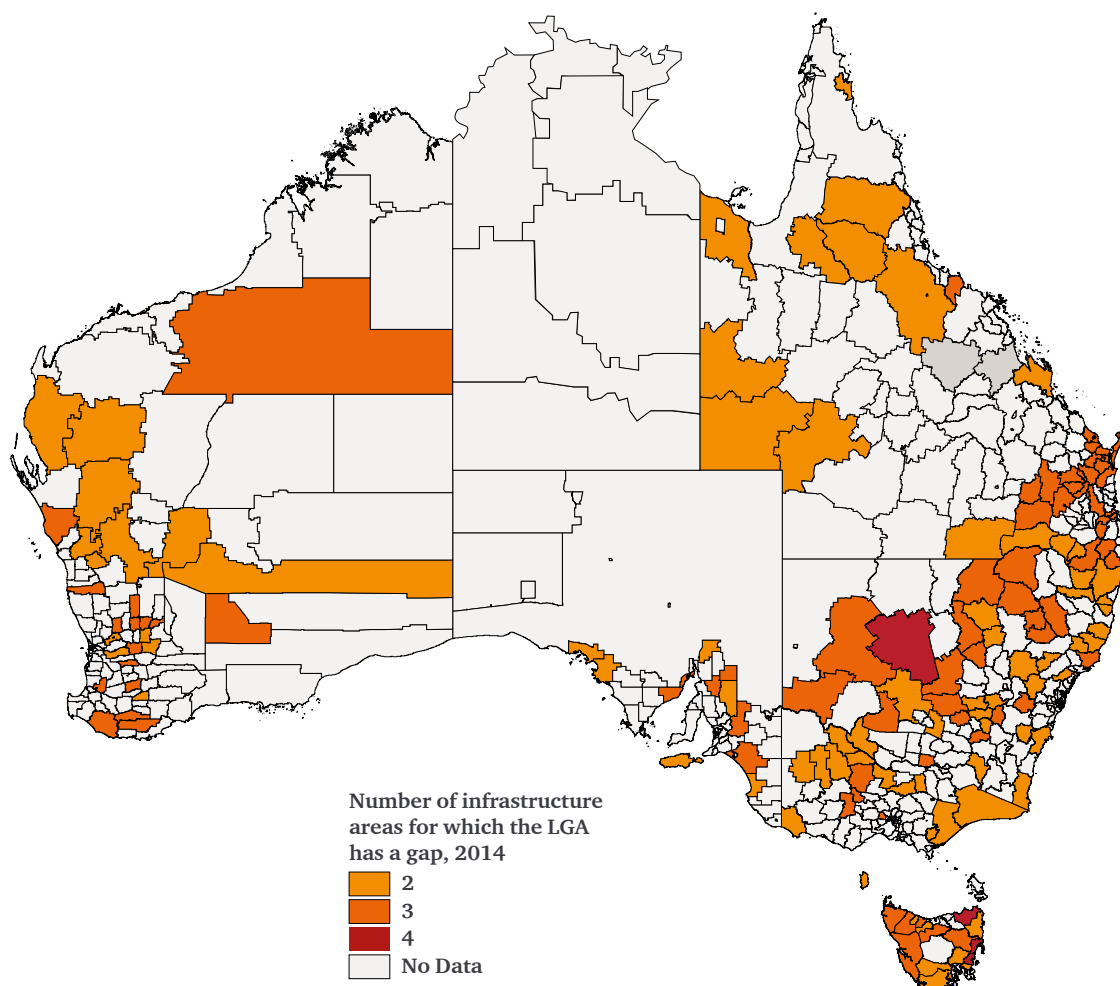 Number of infrastructure
areas for which the LGA
has a gap, 2014
2
3
4
No Data